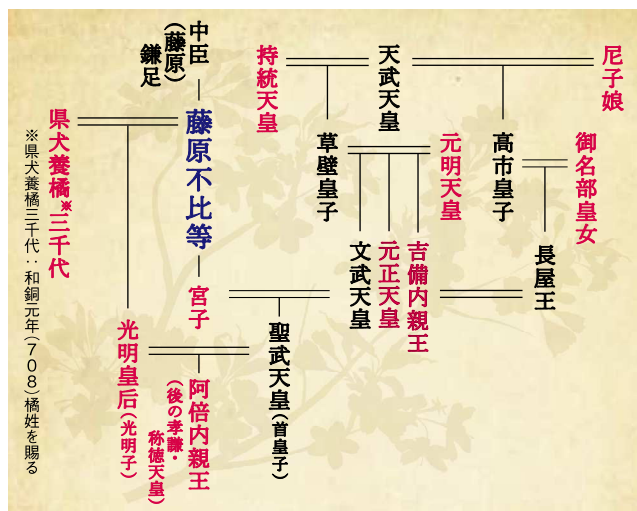 尼子娘
天武天皇
持統天皇
中臣
(藤原)
鎌足
御名部皇女
高市皇子
元明天皇
草壁皇子
藤原不比等
県犬養橘※三千代
※県犬養橘三千代：和銅元年(708)橘姓を賜る
長屋王
吉備内親王
元正天皇
文武天皇
宮子
聖武天皇(首皇子)
光明皇后(光明子)
阿倍内親王
(後の孝謙・
称徳天皇)